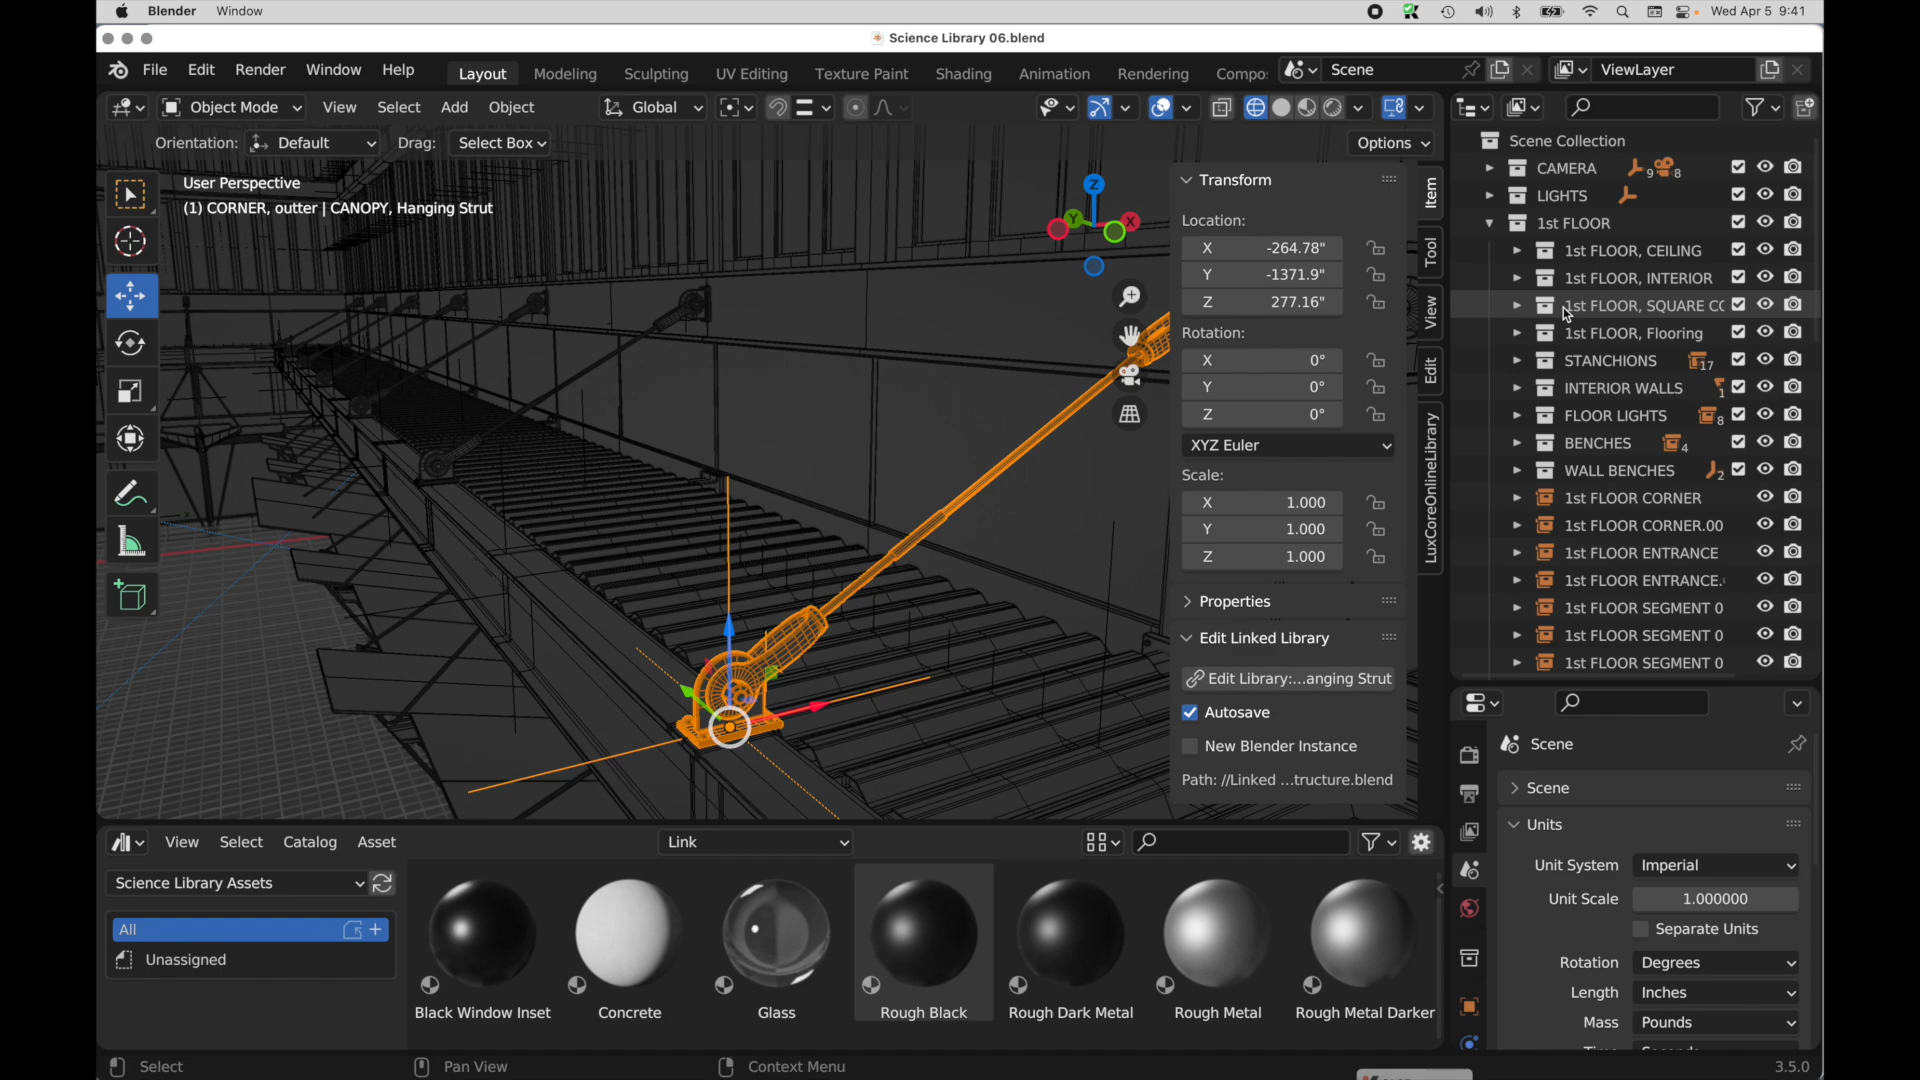 Blender Window
Wed Apr 5 9:41
Science Library 06.blend
File Edit Render Window Help
Layout Modeling Sculpting UV Editing Texture Paint Shading Animation Rendering Compo:
Scene
ViewLayer
Object Mode View Select Add Object
Global
Orientation: Default Drag: Select Box
Options
User Perspective
(1) CORNER, outter | CANOPY, Hanging Strut
Z
Y
X
Transform
Location:
X -264.78"
Y -1371.9"
Z 277.16"
Rotation:
X 0°
Y 0°
Z 0°
XYZ Euler
Scale:
X 1.000
Y 1.000
Z 1.000
Properties
Edit Linked Library
Edit Library:...anging Strut
Autosave
New Blender Instance
Path: //Linked ...tructure.blend
Item
Tool
View
Edit
LuxCoreOnlineLibrary
Scene Collection
CAMERA 9 8
LIGHTS
1st FLOOR
1st FLOOR, CEILING
1st FLOOR, INTERIOR
1st FLOOR, SQUARE CC
1st FLOOR, Flooring
STANCHIONS 17
INTERIOR WALLS 1
FLOOR LIGHTS 8
BENCHES 4
WALL BENCHES 2
1st FLOOR CORNER
1st FLOOR CORNER.00
1st FLOOR ENTRANCE
1st FLOOR ENTRANCE.
1st FLOOR SEGMENT 0
1st FLOOR SEGMENT 0
1st FLOOR SEGMENT 0
Scene
Scene
Units
Unit System Imperial
Unit Scale 1.000000
Separate Units
Rotation Degrees
Length Inches
Mass Pounds
View Select Catalog Asset
Link
Science Library Assets
All
Unassigned
Black Window Inset
Concrete
Glass
Rough Black
Rough Dark Metal
Rough Metal
Rough Metal Darker
Select
Pan View
Context Menu
3.5.0